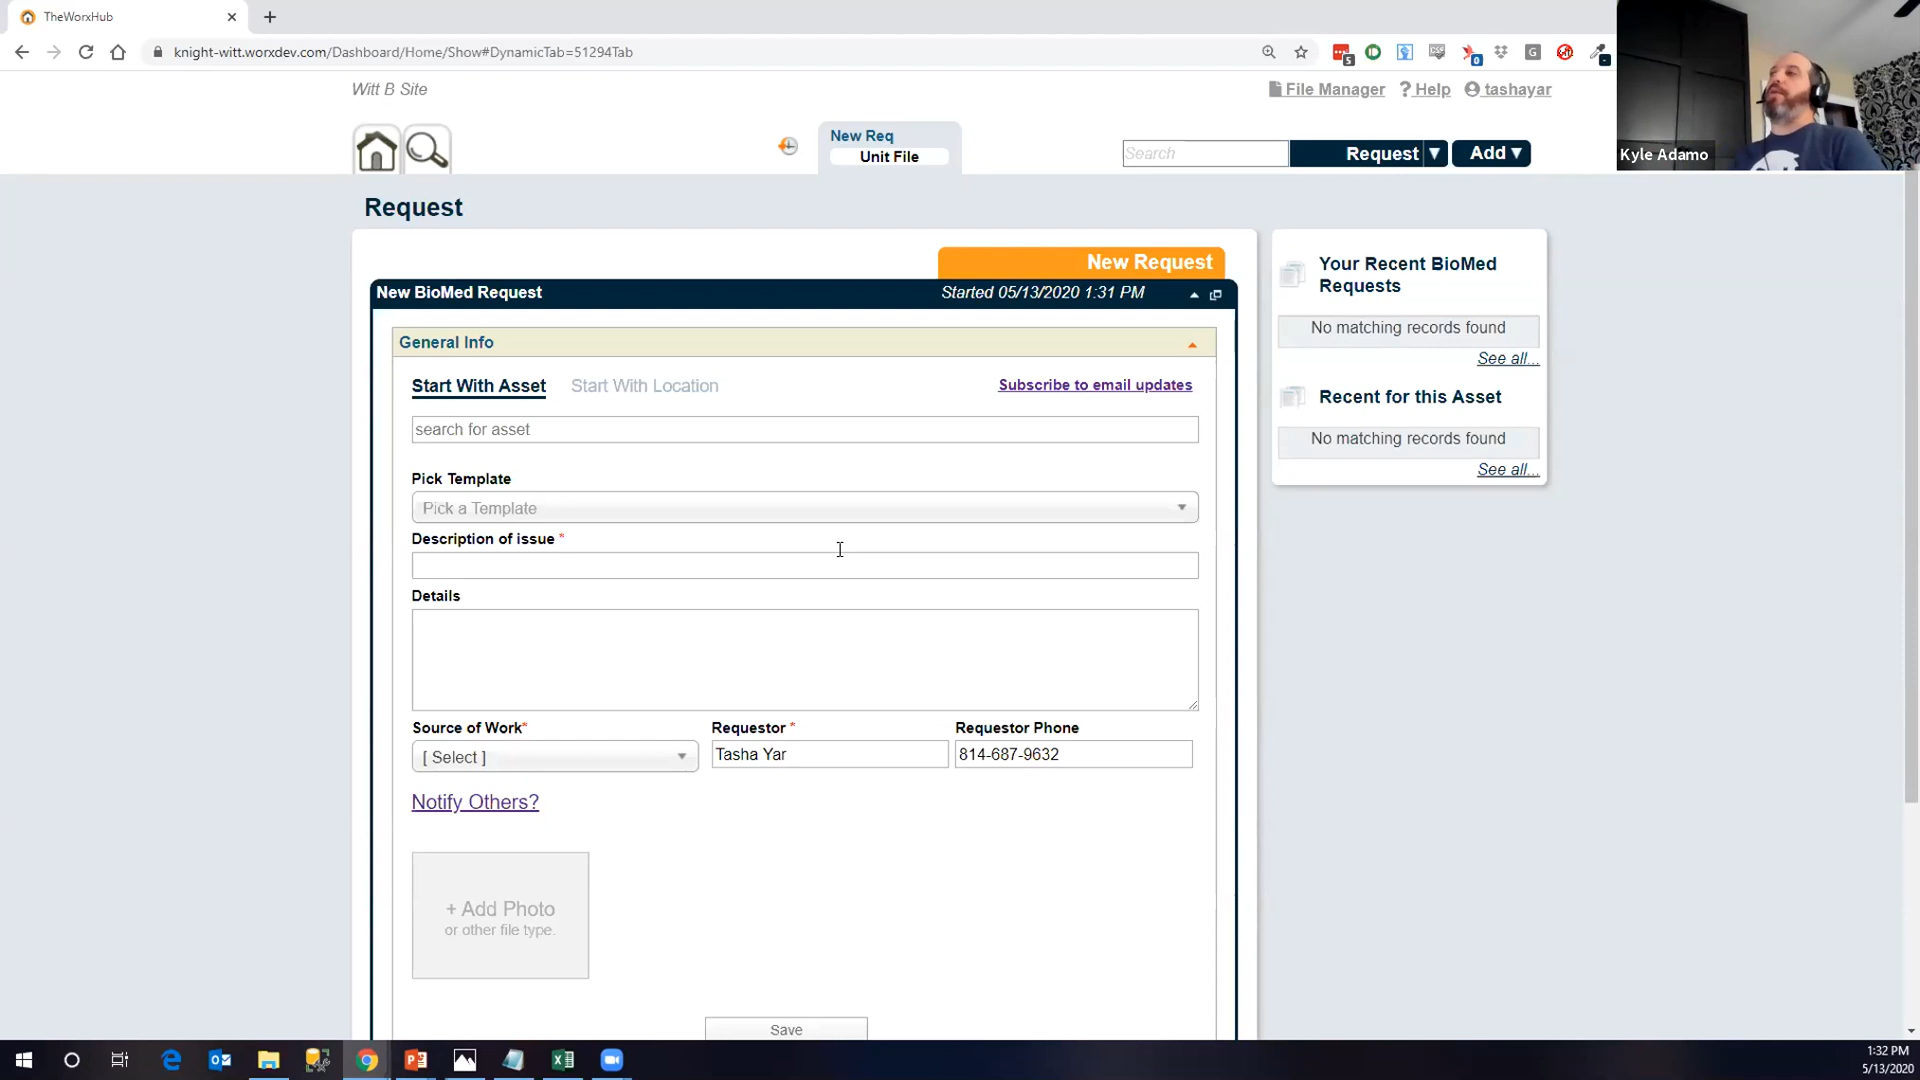 TheWorxHub
knight-witt.worxdev.com/Dashboard/Home/Show#DynamicTab=51294Tab
Witt B Site
File Manager
? Help
tashayar
New Req
Unit File
Search
Request ▼
Add ▼
Kyle Adamo
Request
New Request
New BioMed Request
Started 05/13/2020 1:31 PM
General Info
Start With Asset
Start With Location
Subscribe to email updates
search for asset
Pick Template
Pick a Template
Description of issue *
Details
Source of Work*
Requestor *
Requestor Phone
[ Select ]
Tasha Yar
814-687-9632
Notify Others?
+ Add Photo
or other file type.
Save
Your Recent BioMed
Requests
No matching records found
See all...
Recent for this Asset
No matching records found
See all...
1:32 PM
5/13/2020